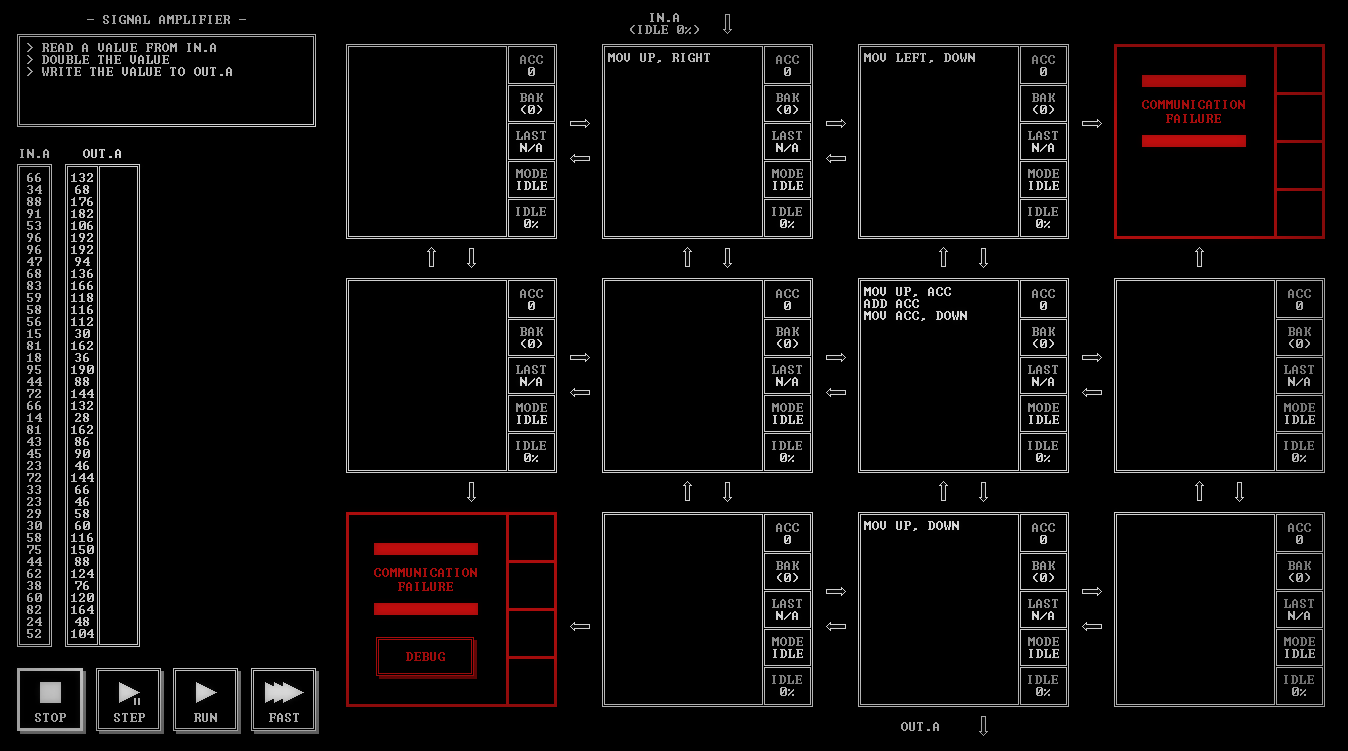 - SIGNAL AMPLIFIER -
> READ A VALUE FROM IN.A
> DOUBLE THE VALUE
> WRITE THE VALUE TO OUT.A
IN.A OUT.A
66 132
34 68
88 176
91 182
53 106
96 192
96 192
47 94
68 136
83 166
59 118
58 116
56 112
15 30
81 162
18 36
95 190
44 88
72 144
66 132
14 28
81 162
43 86
45 90
23 46
72 144
33 66
23 46
29 58
30 60
58 116
75 150
44 88
62 124
38 76
60 120
82 164
24 48
52 104
STOP
STEP
RUN
FAST
IN.A
(IDLE 0%)
ACC
0
BAK
(0)
LAST
N/A
MODE
IDLE
IDLE
0%
MOV UP, RIGHT
ACC
0
BAK
(0)
LAST
N/A
MODE
IDLE
IDLE
0%
MOV LEFT, DOWN
ACC
0
BAK
(0)
LAST
N/A
MODE
IDLE
IDLE
0%
COMMUNICATION
FAILURE
ACC
0
BAK
(0)
LAST
N/A
MODE
IDLE
IDLE
0%
ACC
0
BAK
(0)
LAST
N/A
MODE
IDLE
IDLE
0%
MOV UP, ACC
ADD ACC
MOV ACC, DOWN
ACC
0
BAK
(0)
LAST
N/A
MODE
IDLE
IDLE
0%
ACC
0
BAK
(0)
LAST
N/A
MODE
IDLE
IDLE
0%
COMMUNICATION
FAILURE
DEBUG
ACC
0
BAK
(0)
LAST
N/A
MODE
IDLE
IDLE
0%
MOV UP, DOWN
ACC
0
BAK
(0)
LAST
N/A
MODE
IDLE
IDLE
0%
ACC
0
BAK
(0)
LAST
N/A
MODE
IDLE
IDLE
0%
OUT.A